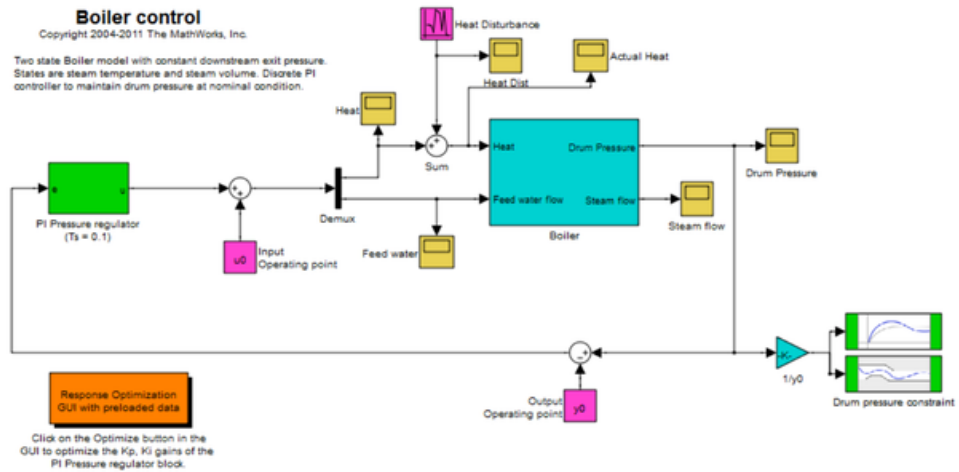 Boiler control
Copyright 2004-2011 The MathWorks, Inc.
Two state Boiler model with constant downstream exit pressure.
States are steam temperature and steam volume. Discrete PI
controller to maintain drum pressure at nominal condition.
Heat Disturbance
Heat Dist
Actual Heat
Heat
Sum
Heat
Drum Pressure
Feed water flow
Steam flow
Boiler
Drum Pressure
Steam flow
e
u
PI Pressure regulator
(Ts = 0.1)
u0
Input
Operating point
Demux
Feed water
1/y0
Drum pressure constraint
Output
Operating point
y0
Response Optimization
GUI with preloaded data
Click on the Optimize button in the
GUI to optimize the Kp, Ki gains of the
PI Pressure regulator block.